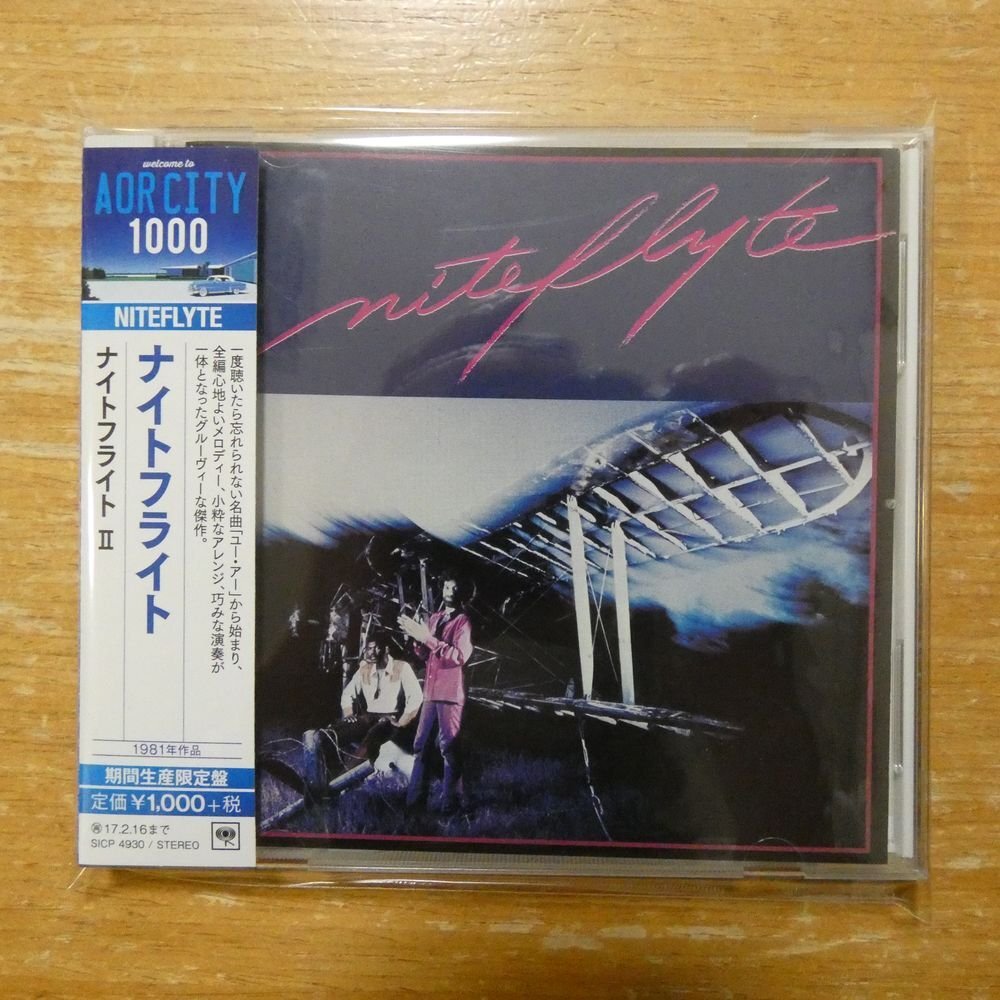 welcome to
AOR CITY
1000
NITEFLYTE
一度聴いたら忘れられない名曲「ユー・アー」から始まり、
全編心地よいメロディー、小粋なアレンジ、巧みな演奏が
一体となったグルーヴィーな傑作。
ナイトフライト
ナイトフライト II
1981年作品
期間生産限定盤
定価¥1,000+税
17.2.16まで
SICP 4930 / STEREO
niteflyte